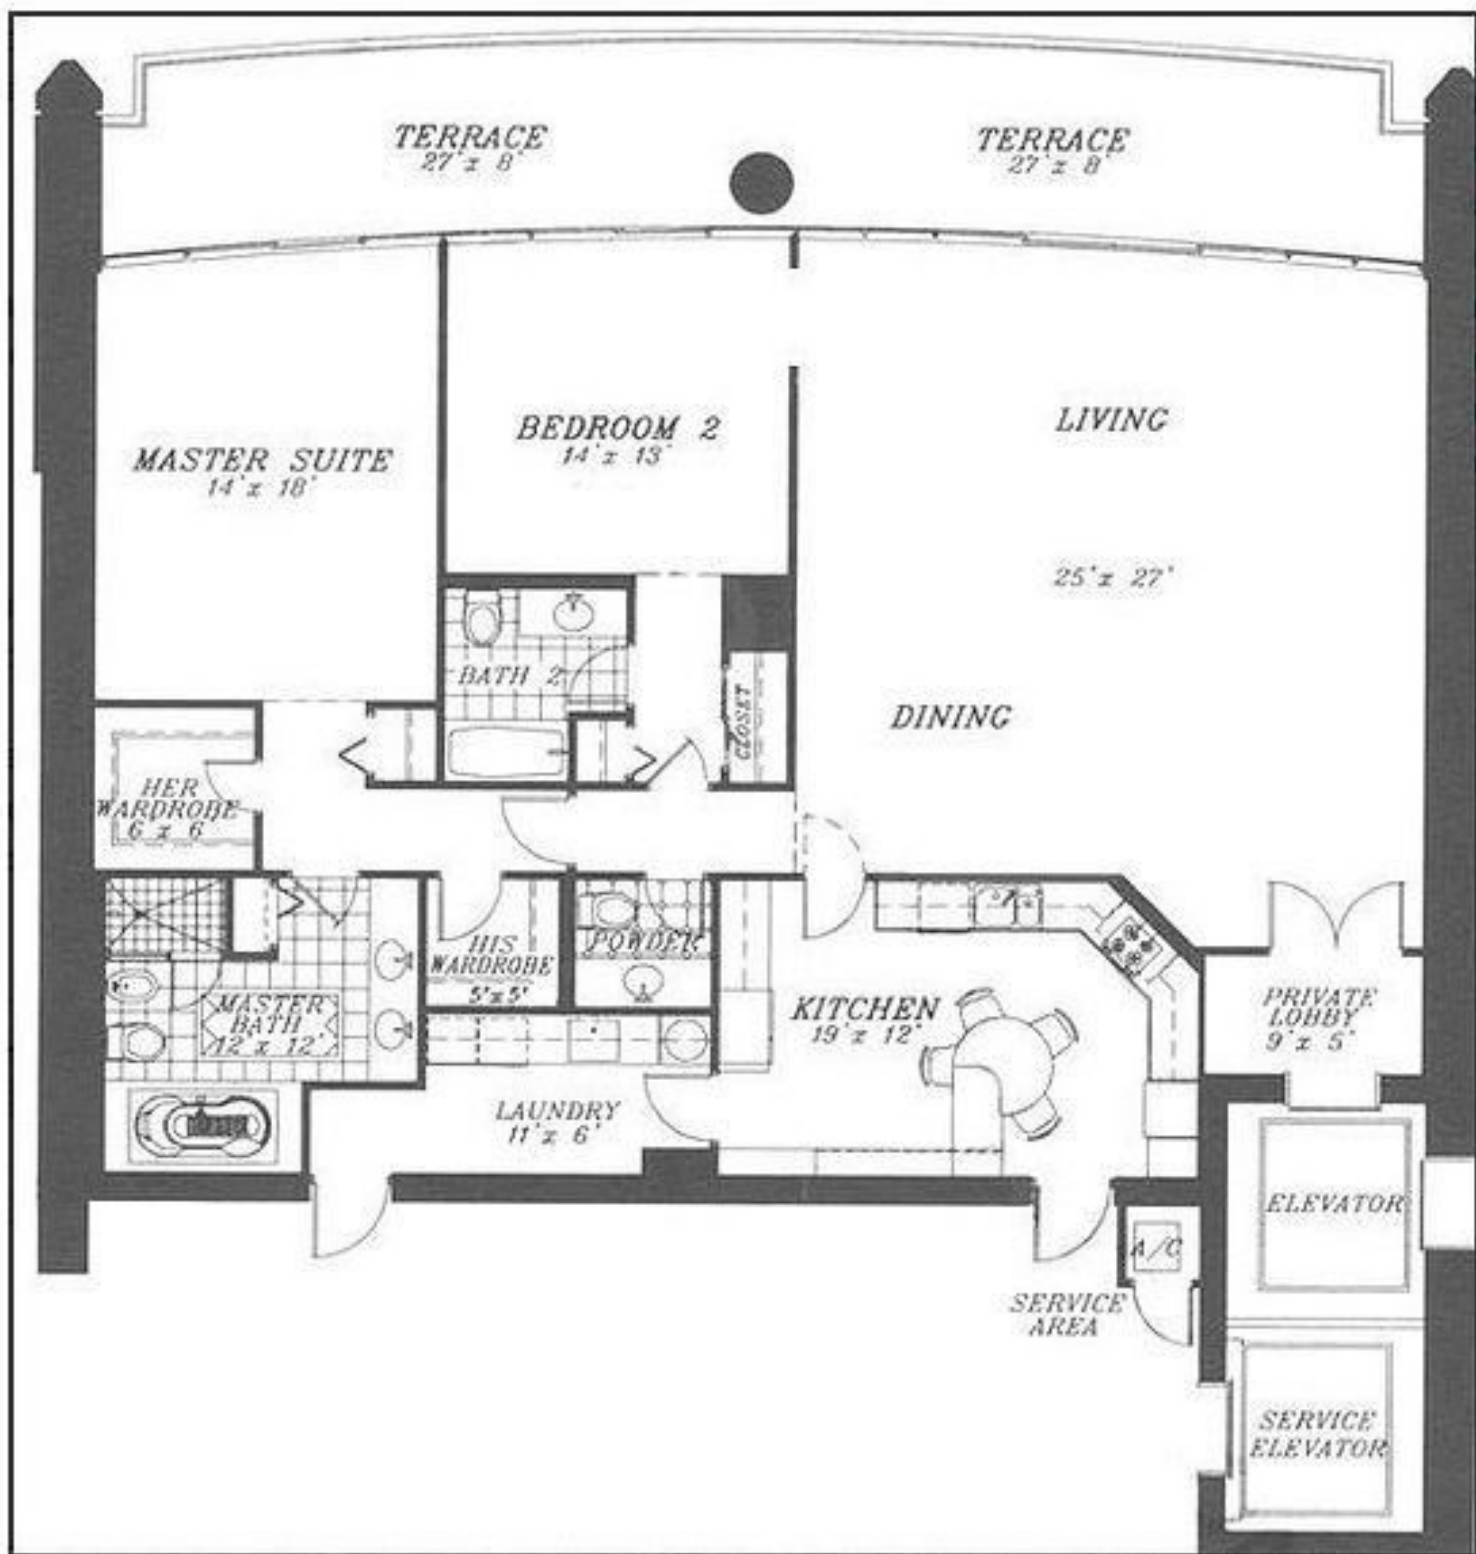 TERRACE
27' x 8'
TERRACE
27' x 8'
MASTER SUITE
14' x 18'
BEDROOM 2
14' x 13'
LIVING
25' x 27'
DINING
BATH 2
CLOSET
HER
WARDROBE
6' x 6'
HIS
WARDROBE
5' x 5'
POWDER
MASTER
BATH
12' x 12'
KITCHEN
19' x 12'
PRIVATE
LOBBY
9' x 5'
LAUNDRY
11' x 6'
ELEVATOR
A/C
SERVICE
AREA
SERVICE
ELEVATOR